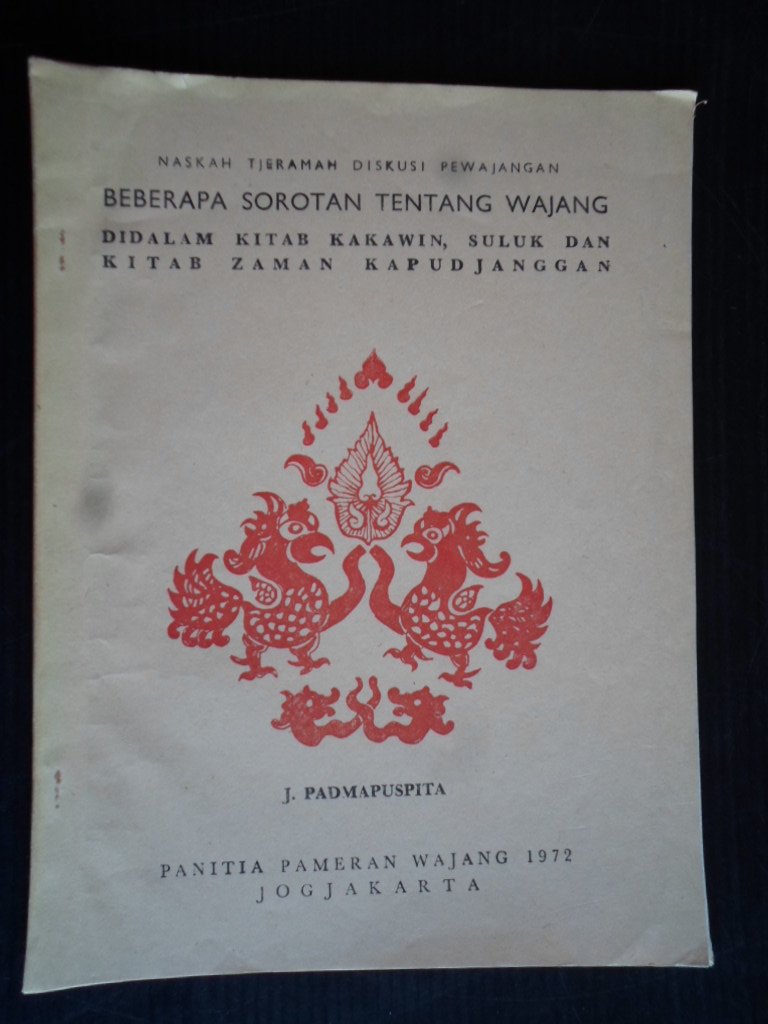 NASKAH TJERAMAH DISKUSI PEWAJANGAN
BEBERAPA SOROTAN TENTANG WAJANG
DIDALAM KITAB KAKAWIN, SULUK DAN
KITAB ZAMAN KAPUDJANGGAN
J. PADMAPUSPITA
PANITIA PAMERAN WAJANG 1972
JOGJAKARTA